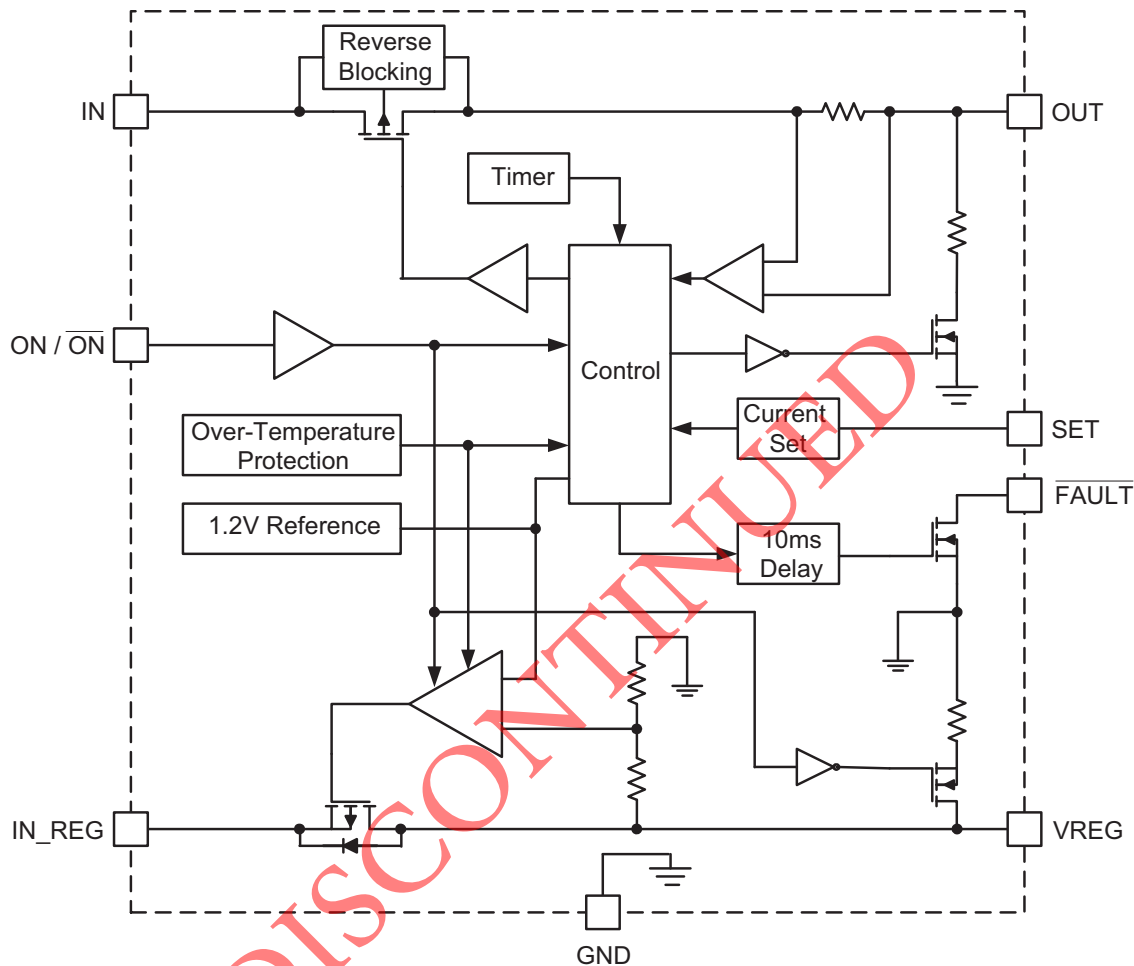 Reverse
Blocking
IN
OUT
Timer
ON / ON
Control
Over-Temperature
Protection
Current
Set
SET
FAULT
1.2V Reference
10ms
Delay
IN_REG
VREG
GND
DISCONTINUED